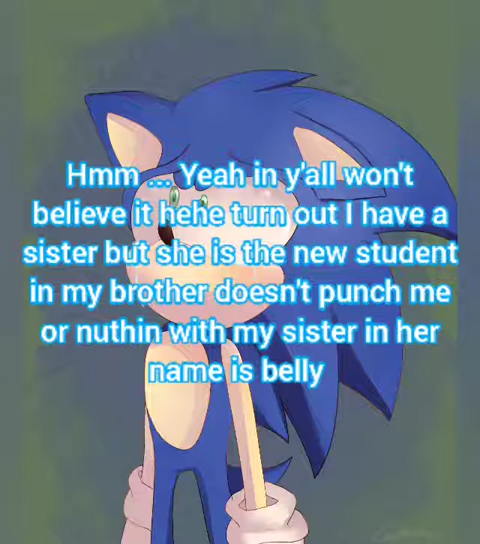 Hmm ... Yeah in y'all won't
believe it hehe turn out I have a
sister but she is the new student
in my brother doesn't punch me
or nuthin with my sister in her
name is belly